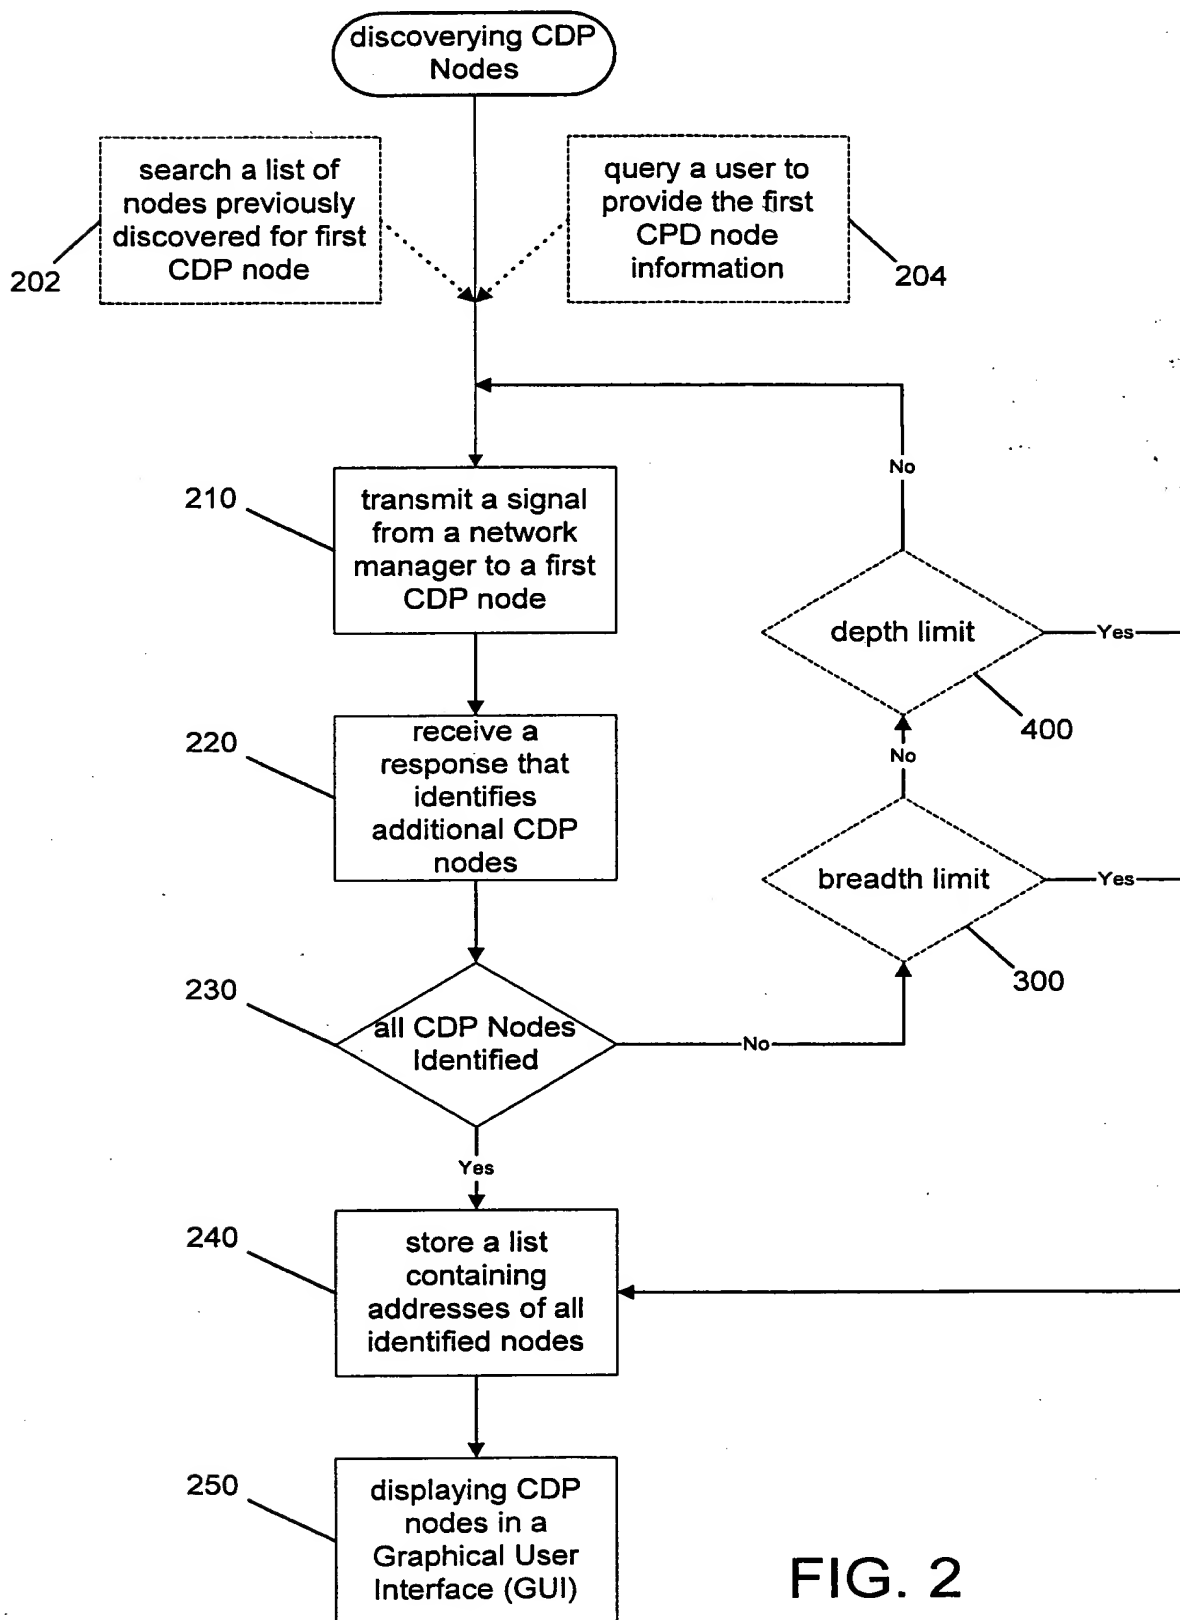 discoverying CDP
Nodes
search a list of
nodes previously
discovered for first
CDP node
202
query a user to
provide the first
CPD node
information
204
No
210
transmit a signal
from a network
manager to a first
CDP node
depth limit
Yes
400
220
receive a
response that
identifies
additional CDP
nodes
No
breadth limit
Yes
300
230
all CDP Nodes
Identified
No
Yes
240
store a list
containing
addresses of all
identified nodes
250
displaying CDP
nodes in a
Graphical User
Interface (GUI)
FIG. 2